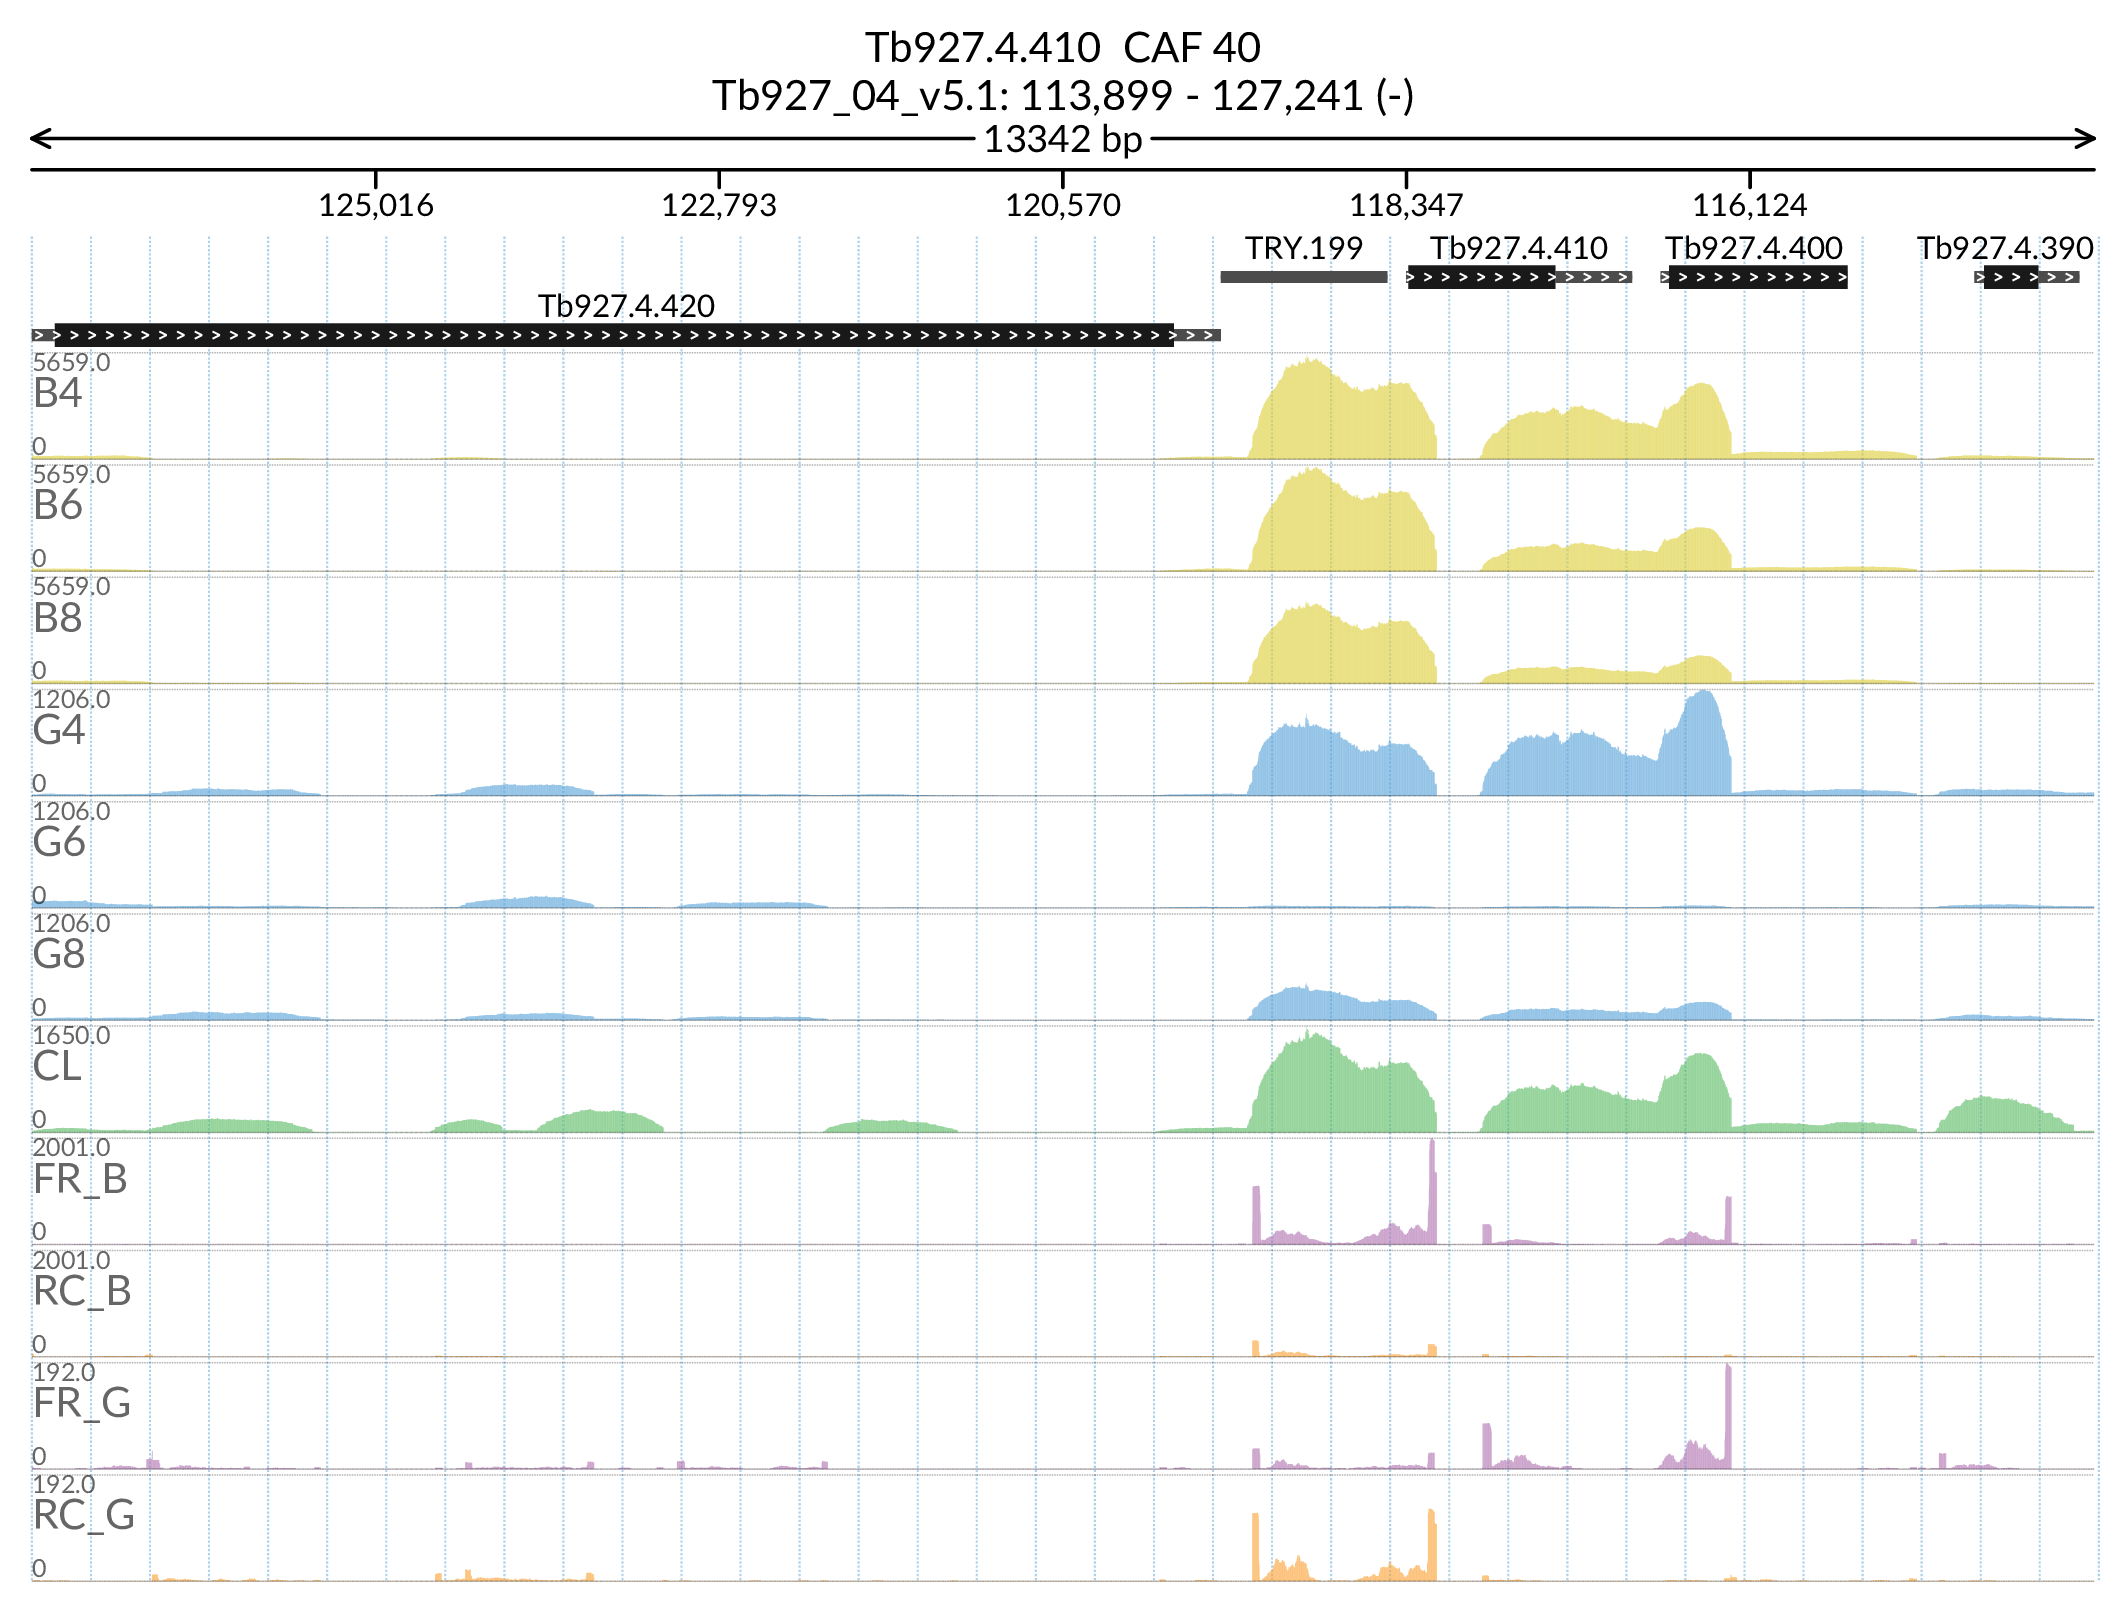 Tb927.4.410 CAF 40
Tb927_04_v5.1: 113,899 - 127,241 (-)
13342 bp
125,016 122,793 120,570 118,347 116,124
TRY.199 Tb927.4.410 Tb927.4.400 Tb927.4.390
Tb927.4.420
5659.0
B4
0
5659.0
B6
0
5659.0
B8
0
1206.0
G4
0
1206.0
G6
0
1206.0
G8
0
1650.0
CL
0
2001.0
FR_B
0
2001.0
RC_B
0
192.0
FR_G
0
192.0
RC_G
0